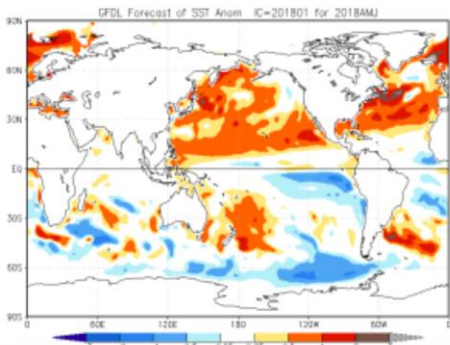 GFDL Forecast of SST Anom IC=201801 for 2018AMJ
90N
60N
30N
EQ
30S
60S
90S
0 60E 120E 180 120W 60W 0